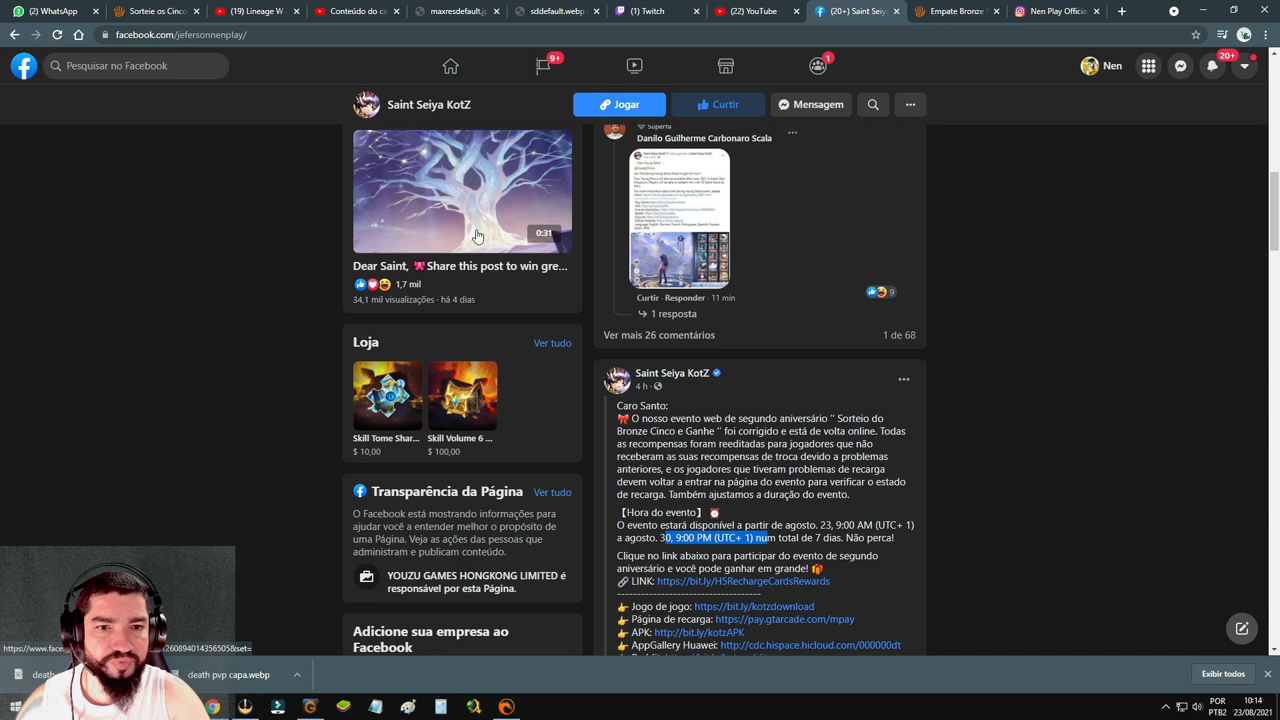 (2) WhatsApp
Sorteie os Cinco
(19) Lineage W
Conteúdo do ca
maxresdefault.jp
sddefault.webp
(1) Twitch
(22) YouTube
(20+) Saint Seiya
Empate Bronze
Nen Play Officia
facebook.com/jefersonnenplay/
Pesquisar no Facebook
9+
1
Nen
20+
Saint Seiya KotZ
Jogar
Curtir
Mensagem
0:31
Dear Saint, 🎀Share this post to win gre...
1,7 mil
34,1 mil visualizações · há 4 dias
Loja
Ver tudo
Skill Tome Shar...
$ 10,00
Skill Volume 6 ...
$ 100,00
Transparência da Página
Ver tudo
O Facebook está mostrando informações para
ajudar você a entender melhor o propósito de
uma Página. Veja as ações das pessoas que
administram e publicam conteúdo.
YOUZU GAMES HONGKONG LIMITED é
responsável por esta Página.
Adicione sua empresa ao
Facebook
Superfã
Danilo Guilherme Carbonaro Scala
Curtir · Responder · 11 min
9
1 resposta
Ver mais 26 comentários
1 de 68
Saint Seiya KotZ
4 h
Caro Santo:
🎀 O nosso evento web de segundo aniversário " Sorteio do
Bronze Cinco e Ganhe " foi corrigido e está de volta online. Todas
as recompensas foram reeditadas para jogadores que não
receberam as suas recompensas de troca devido a problemas
anteriores, e os jogadores que tiveram problemas de recarga
devem voltar a entrar na página do evento para verificar o estado
de recarga. Também ajustamos a duração do evento.
【Hora do evento】 ⏰
O evento estará disponível a partir de agosto. 23, 9:00 AM (UTC+ 1)
a agosto. 30, 9:00 PM (UTC+ 1) num total de 7 dias. Não perca!
Clique no link abaixo para participar do evento de segundo
aniversário e você pode ganhar em grande! 🎁
🔗 LINK: https://bit.ly/H5RechargeCardsRewards
-----------------------------------
👉 Jogo de jogo: https://bit.ly/kotzdownload
👉 Página de recarga: https://pay.gtarcade.com/mpay
👉 APK: http://bit.ly/kotzAPK
👉 AppGallery Huawei: http://cdc.hispace.hicloud.com/000000dt
death
death pvp capa.webp
Exibir todos
POR
PTB2
10:14
23/08/2021